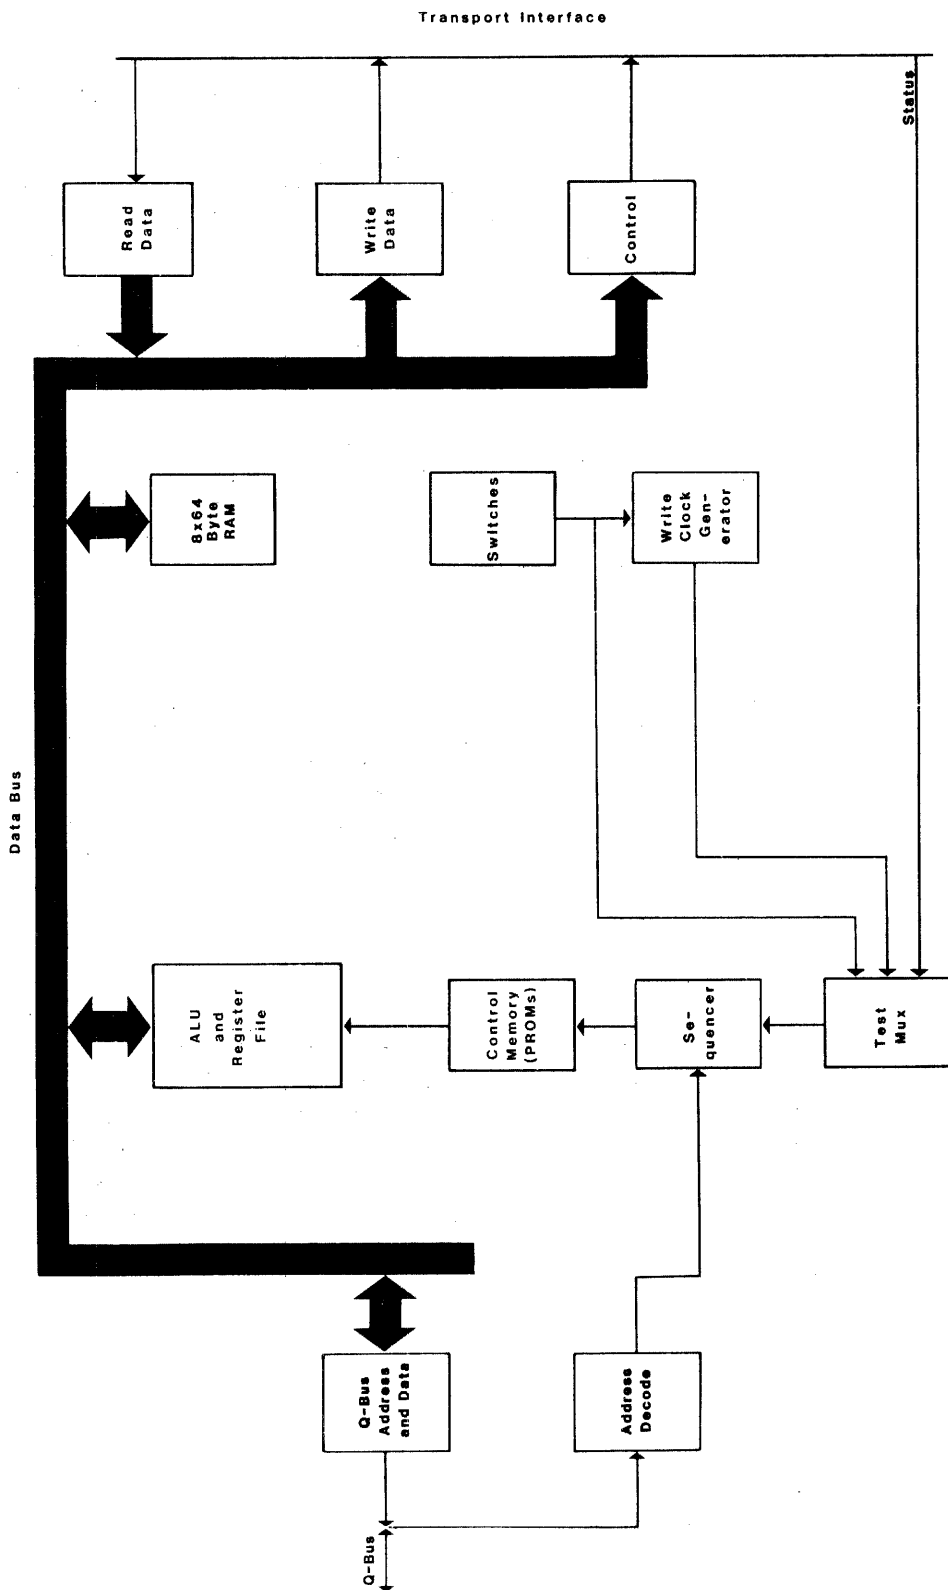 Transport Interface
Status
Read
Data
Write
Data
Control
8x64
Byte
RAM
Switches
Write
Clock
Gen-
erator
Data Bus
ALU
and
Register
File
Control
Memory
(PROMs)
Se-
quencer
Test
Mux
Q-Bus
Address
and Data
Address
Decode
Q-Bus